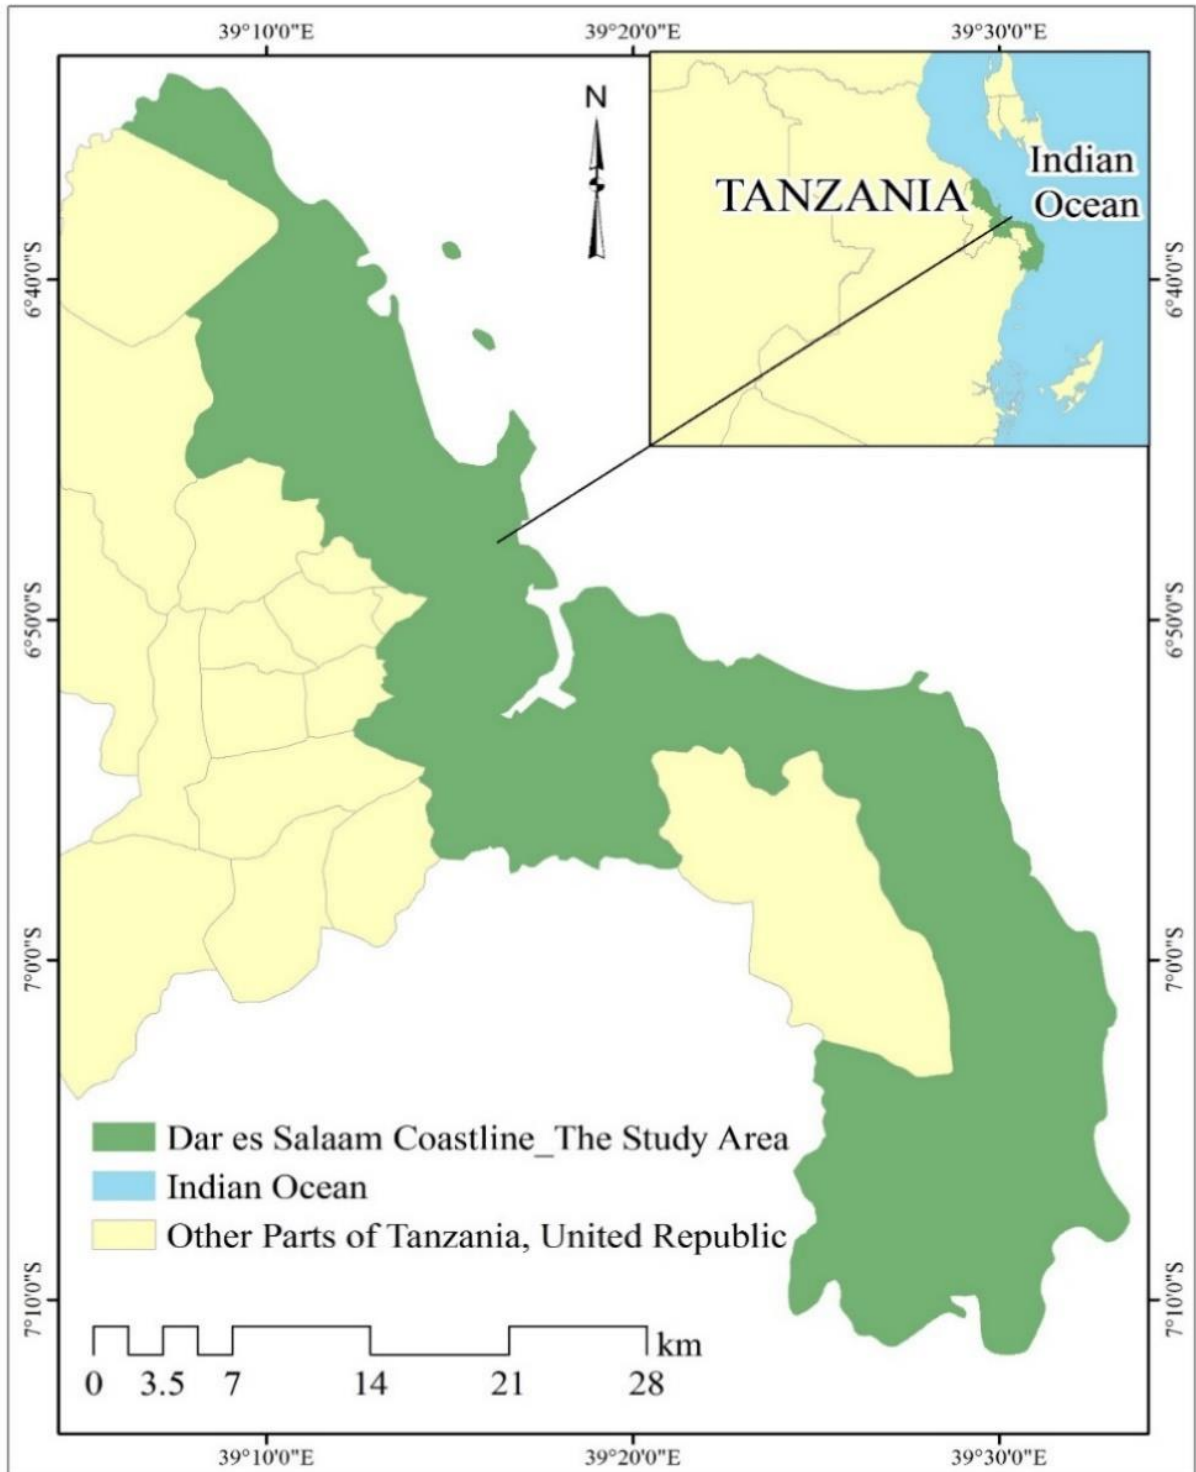 39°10'0"E
39°20'0"E
39°30'0"E
N
Indian
Ocean
TANZANIA
6°40'0"S
6°40'0"S
6°50'0"S
6°50'0"S
7°0'0"S
7°0'0"S
Dar es Salaam Coastline_The Study Area
Indian Ocean
Other Parts of Tanzania, United Republic
7°10'0"S
7°10'0"S
km
0 3.5 7 14 21 28
39°10'0"E
39°20'0"E
39°30'0"E